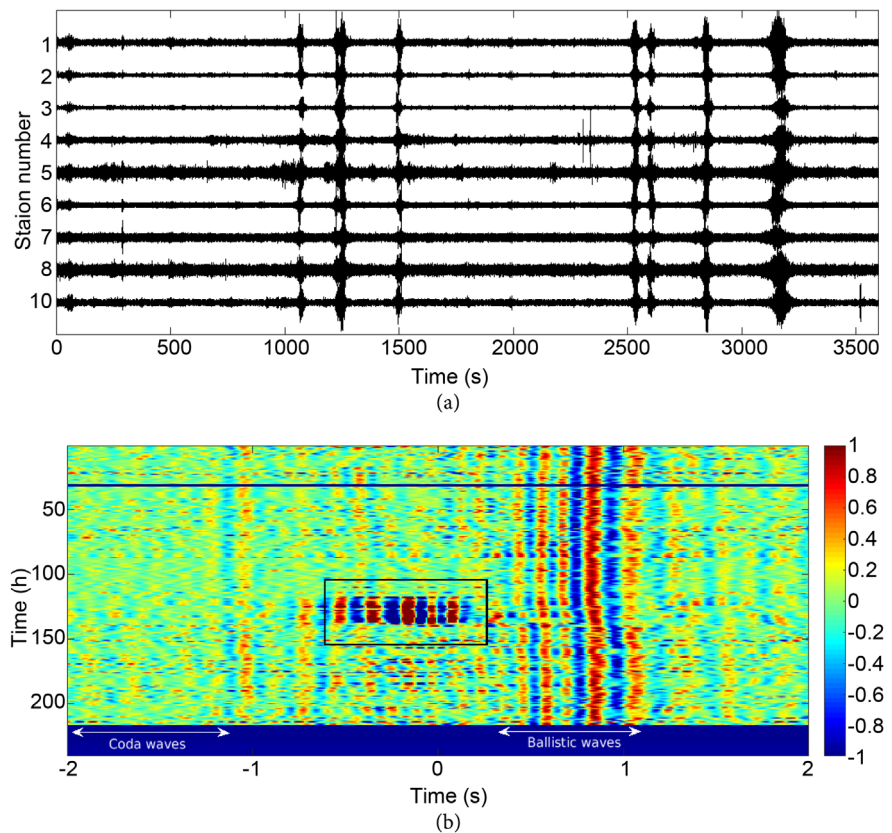 1
2
3
4
5
6
7
8
10
Staion number
0 500 1000 1500 2000 2500 3000 3500
Time (s)
(a)
50
100
150
200
Time (h)
Coda waves
Ballistic waves
-2 -1 0 1 2
Time (s)
1
0.8
0.6
0.4
0.2
0
-0.2
-0.4
-0.6
-0.8
-1
(b)